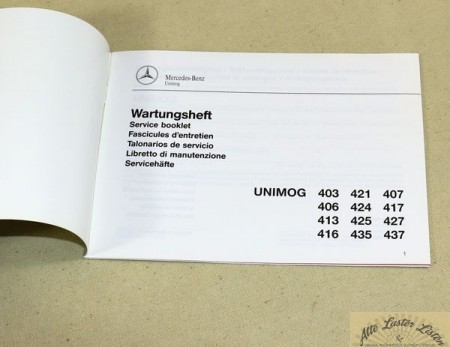 Mercedes-Benz
Unimog
Wartungsheft
Service booklet
Fascicules d'entretien
Talonarios de servicio
Libretto di manutenzione
Servicehäfte
UNIMOG 403 421 407
406 424 417
413 425 427
416 435 437
1
Alte Laster Listen